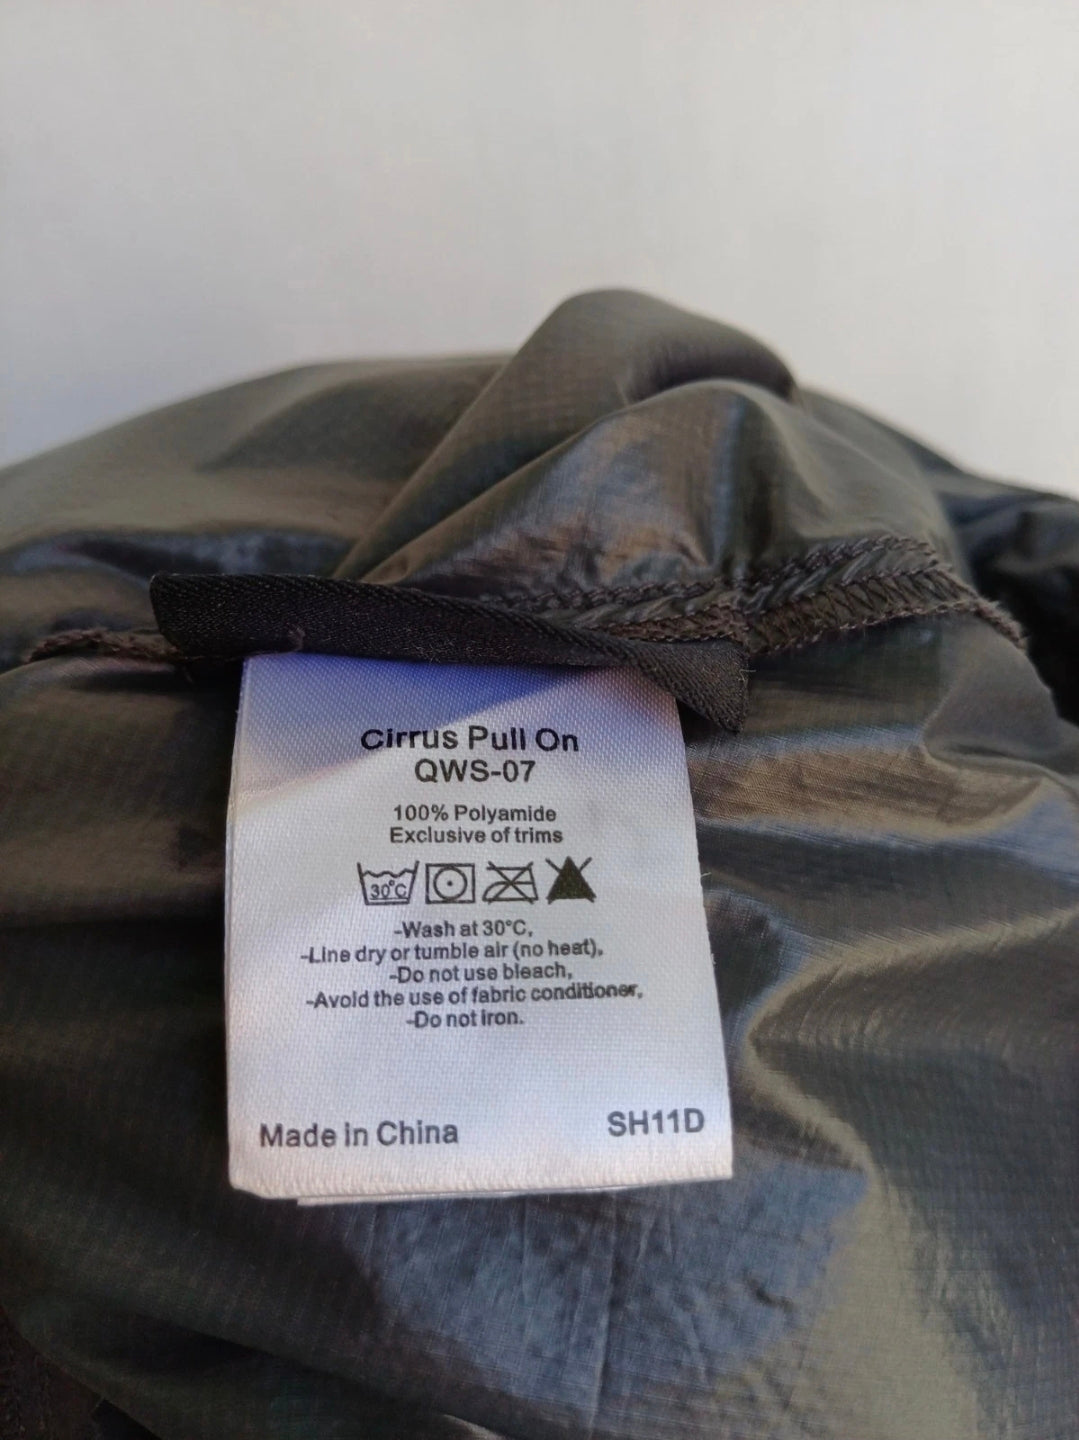 Cirrus Pull On
QWS-07
100% Polyamide
Exclusive of trims
30°C
-Wash at 30°C,
-Line dry or tumble air (no heat),
-Do not use bleach,
-Avoid the use of fabric conditioner,
-Do not iron.
Made in China SH11D